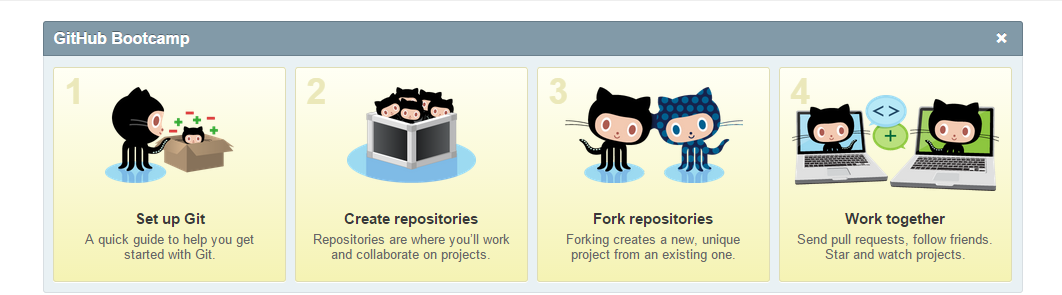 GitHub Bootcamp
1
Set up Git
A quick guide to help you get
started with Git.
2
Create repositories
Repositories are where you'll work
and collaborate on projects.
3
Fork repositories
Forking creates a new, unique
project from an existing one.
4
<>
+
Work together
Send pull requests, follow friends.
Star and watch projects.